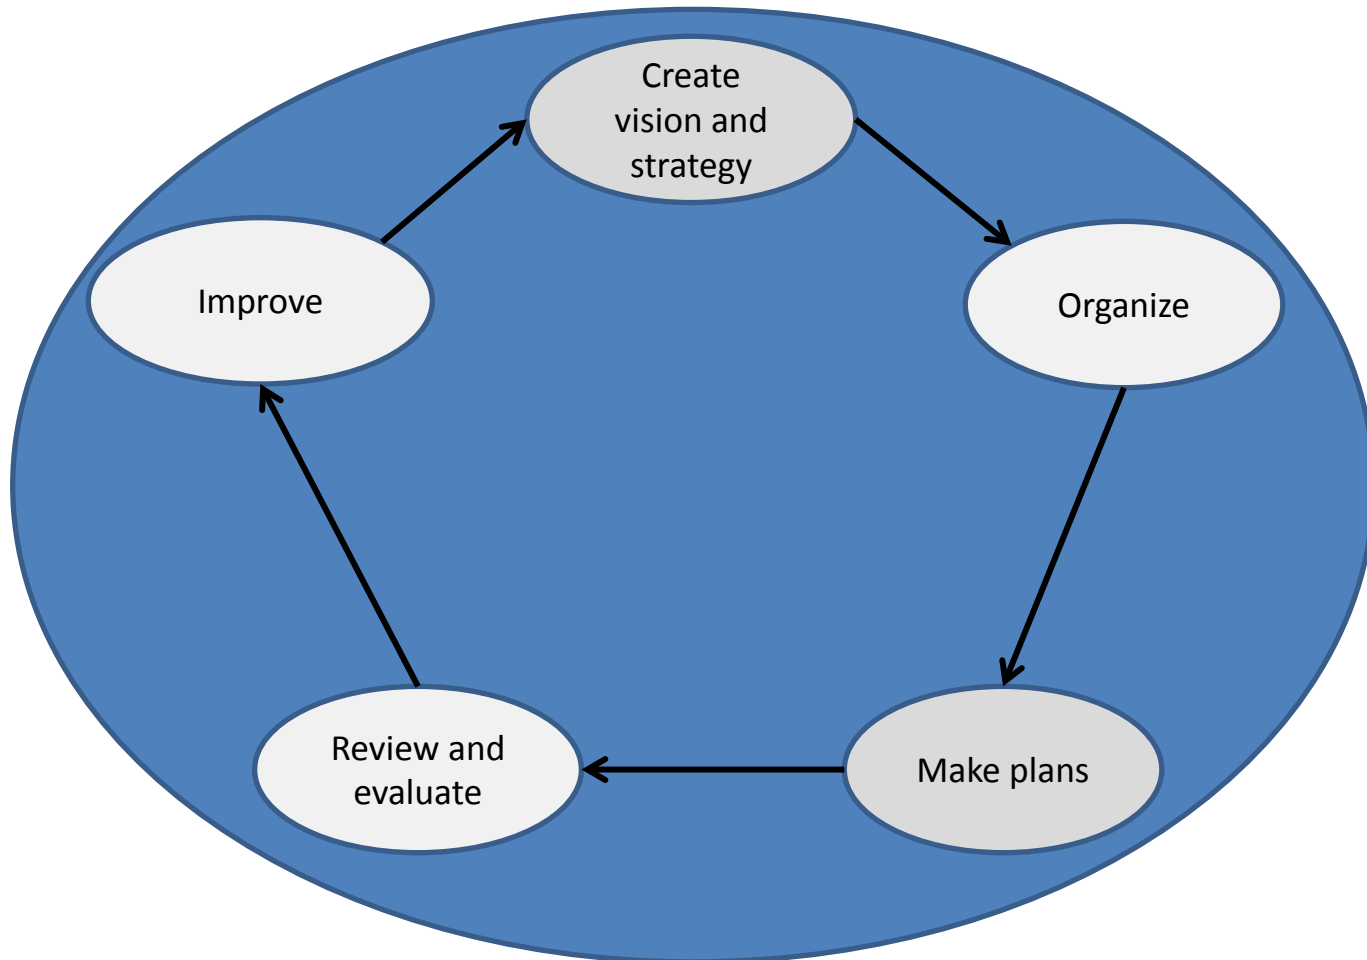 Create
vision and
strategy
Improve
Organize
Review and
evaluate
Make plans